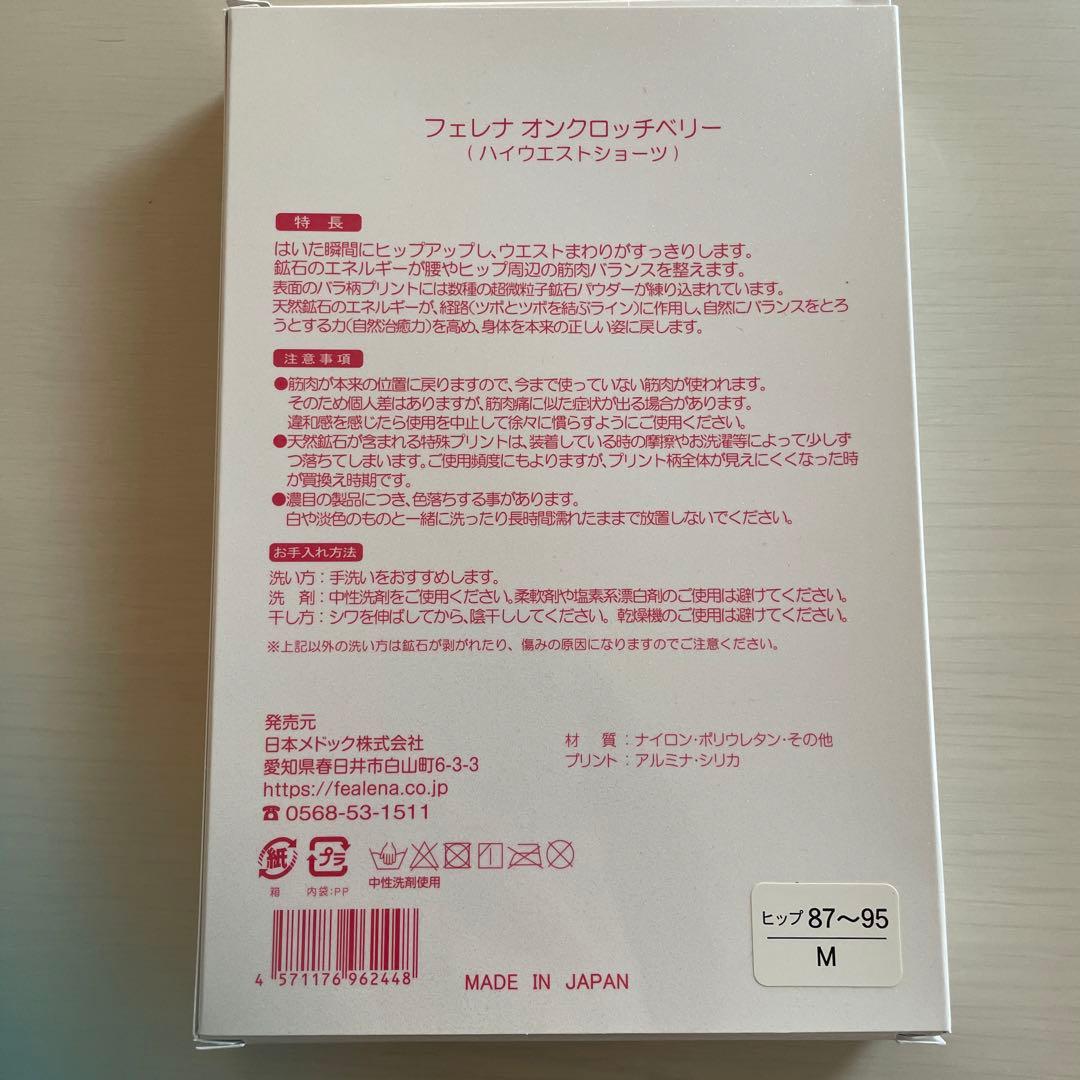 フェレナ オンクロッチベリー
(ハイウエストショーツ)
特 長
はいた瞬間にヒップアップし、ウエストまわりがすっきりします。
鉱石のエネルギーが腰やヒップ周辺の筋肉バランスを整えます。
表面のバラ柄プリントには数種の超微粒子鉱石パウダーが練り込まれています。
天然鉱石のエネルギーが、経路(ツボとツボを結ぶライン)に作用し、自然にバランスをとろ
うとする力(自然治癒力)を高め、身体を本来の正しい姿に戻します。
注意事項
●筋肉が本来の位置に戻りますので、今まで使っていない筋肉が使われます。
そのため個人差はありますが、筋肉痛に似た症状が出る場合があります。
違和感を感じたら使用を中止して徐々に慣らすようにご使用ください。
●天然鉱石が含まれる特殊プリントは、装着している時の摩擦やお洗濯等によって少しず
つ落ちてしまいます。ご使用頻度にもよりますが、プリント柄全体が見えにくくなった時
が買換え時期です。
●濃目の製品につき、色落ちする事があります。
白や淡色のものと一緒に洗ったり長時間濡れたままで放置しないでください。
お手入れ方法
洗い方：手洗いをおすすめします。
洗 剤：中性洗剤をご使用ください。柔軟剤や塩素系漂白剤のご使用は避けてください。
干し方：シワを伸ばしてから、陰干ししてください。乾燥機のご使用は避けてください。
※上記以外の洗い方は鉱石が剥がれたり、傷みの原因になりますのでご注意ください。
発売元
日本メドック株式会社
愛知県春日井市白山町6-3-3
https://fealena.co.jp
☎ 0568-53-1511
材 質：ナイロン・ポリウレタン・その他
プリント：アルミナ・シリカ
紙
箱
プラ
内袋:PP
中性洗剤使用
4 571176 962448
MADE IN JAPAN
ヒップ 87〜95
M